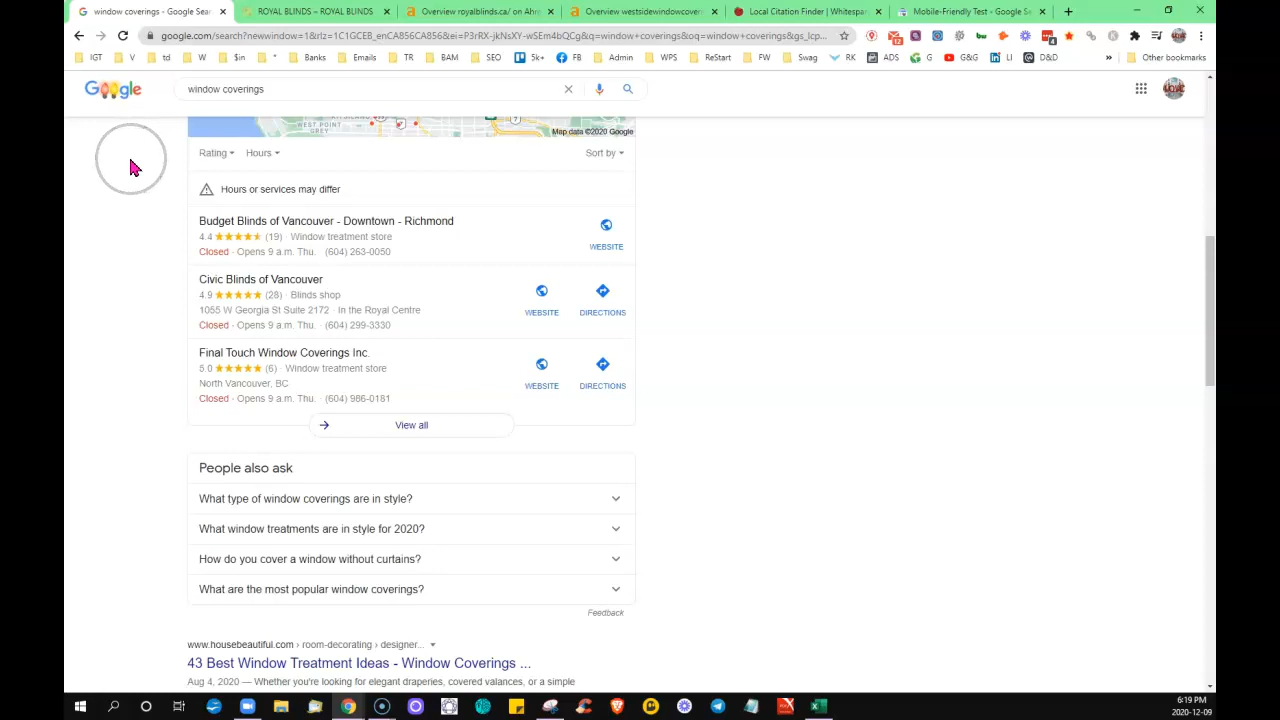 window coverings - Google Sear
ROYAL BLINDS – ROYAL BLINDS
Overview royalblinds.ca/ on Ahre
Overview westsidewindowcover
Local Citation Finder | Whitespar
Mobile-Friendly Test - Google Se
google.com/search?newwindow=1&rlz=1C1GCEB_enCA856CA856&ei=P3rRX-jkNsXY-wSEm4bQCg&q=window+coverings&oq=window+coverings&gs_lcp...
IGT V td W $in " Banks Emails TR BAM SEO 5k+ FB Admin WPS ReStart FW Swag RK ADS G G&G LI D&D » Other bookmarks
Google window coverings
WEST POINT GREY
Map data ©2020 Google
Rating Hours Sort by
Hours or services may differ
Budget Blinds of Vancouver - Downtown - Richmond
4.4 (19) · Window treatment store
Closed · Opens 9 a.m. Thu. · (604) 263-0050
WEBSITE
Civic Blinds of Vancouver
4.9 (28) · Blinds shop
1055 W Georgia St Suite 2172 · In the Royal Centre
Closed · Opens 9 a.m. Thu. · (604) 299-3330
WEBSITE DIRECTIONS
Final Touch Window Coverings Inc.
5.0 (6) · Window treatment store
North Vancouver, BC
Closed · Opens 9 a.m. Thu. · (604) 986-0181
WEBSITE DIRECTIONS
View all
People also ask
What type of window coverings are in style?
What window treatments are in style for 2020?
How do you cover a window without curtains?
What are the most popular window coverings?
Feedback
www.housebeautiful.com › room-decorating › designer...
43 Best Window Treatment Ideas - Window Coverings ...
Aug 4, 2020 — Whether you're looking for elegant draperies, covered valances, or a simple
6:19 PM
2020-12-09